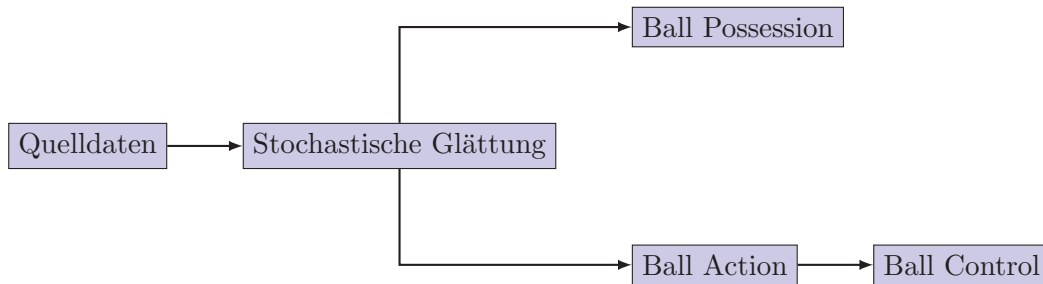 Ball Possession
Quelldaten
Stochastische Glättung
Ball Action
Ball Control